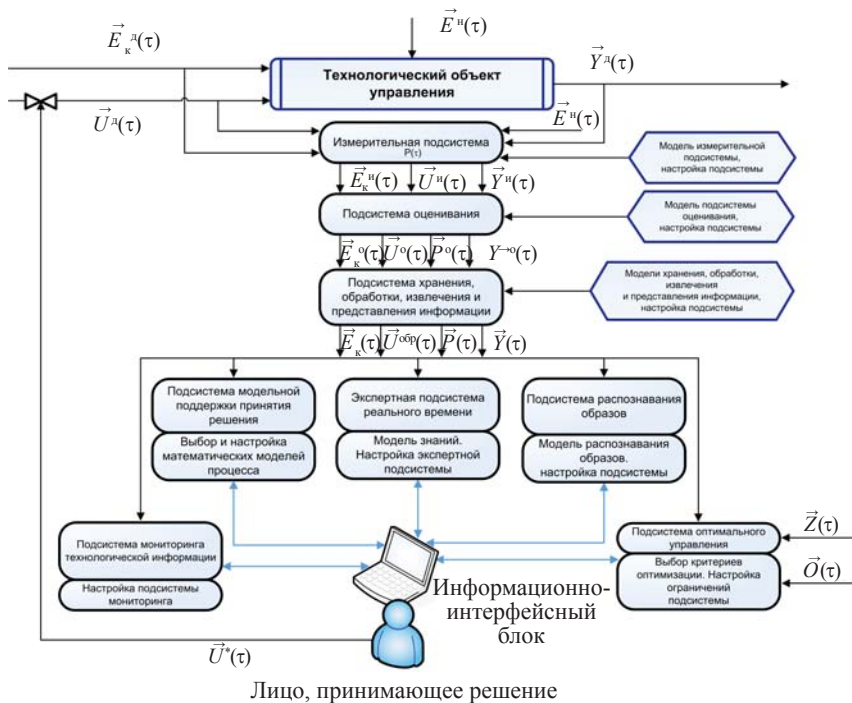 E⃗ₖᵈ(τ)
E⃗ᴴ(τ)
Технологический объект
управления
Y⃗ᵈ(τ)
U⃗ᵈ(τ)
E⃗ᴴ(τ)
Измерительная подсистема
P(τ)
Модель измерительной
подсистемы,
настройка подсистемы
E⃗ₖᴴ(τ) U⃗ᴴ(τ) Y⃗ᴴ(τ)
Подсистема оценивания
Модель подсистемы
оценивания,
настройка подсистемы
E⃗ₖᵒ(τ) U⃗ᵒ(τ) P⃗ᵒ(τ) Y→ᵒ(τ)
Подсистема хранения,
обработки, извлечения и
представления информации
Модели хранения, обработки,
извлечения
и представления информации,
настройка подсистемы
E⃗ₖ(τ) U⃗ᵒᵇᵖ(τ) P⃗(τ) Y⃗(τ)
Подсистема модельной
поддержки принятия
решения
Выбор и настройка
математических моделей
процесса
Экспертная подсистема
реального времени
Модель знаний.
Настройка экспертной
подсистемы
Подсистема распознавания
образов
Модель распознавания
образов.
настройка подсистемы
Подсистема мониторинга
технологической информации
Настройка подсистемы
мониторинга
Подсистема оптимального
управления
Выбор критериев
оптимизации. Настройка
ограничений
подсистемы
Z⃗(τ)
O⃗(τ)
Информационно-
интерфейсный
блок
U⃗*(τ)
Лицо, принимающее решение